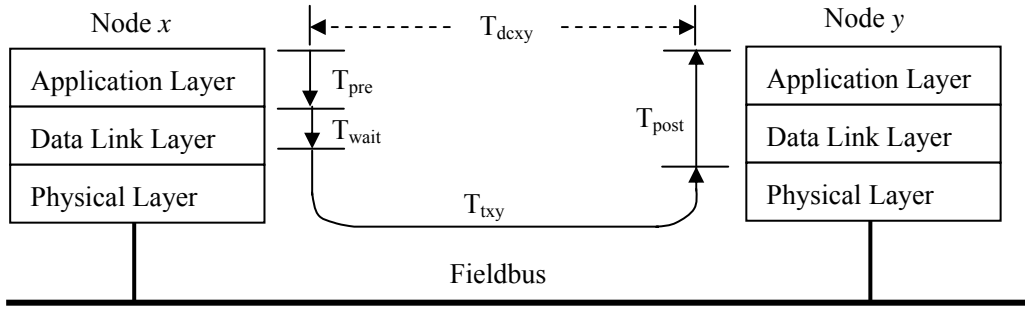 Node x
T_dcxy
Node y
Application Layer
Data Link Layer
Physical Layer
T_pre
T_wait
T_post
T_txy
Application Layer
Data Link Layer
Physical Layer
Fieldbus